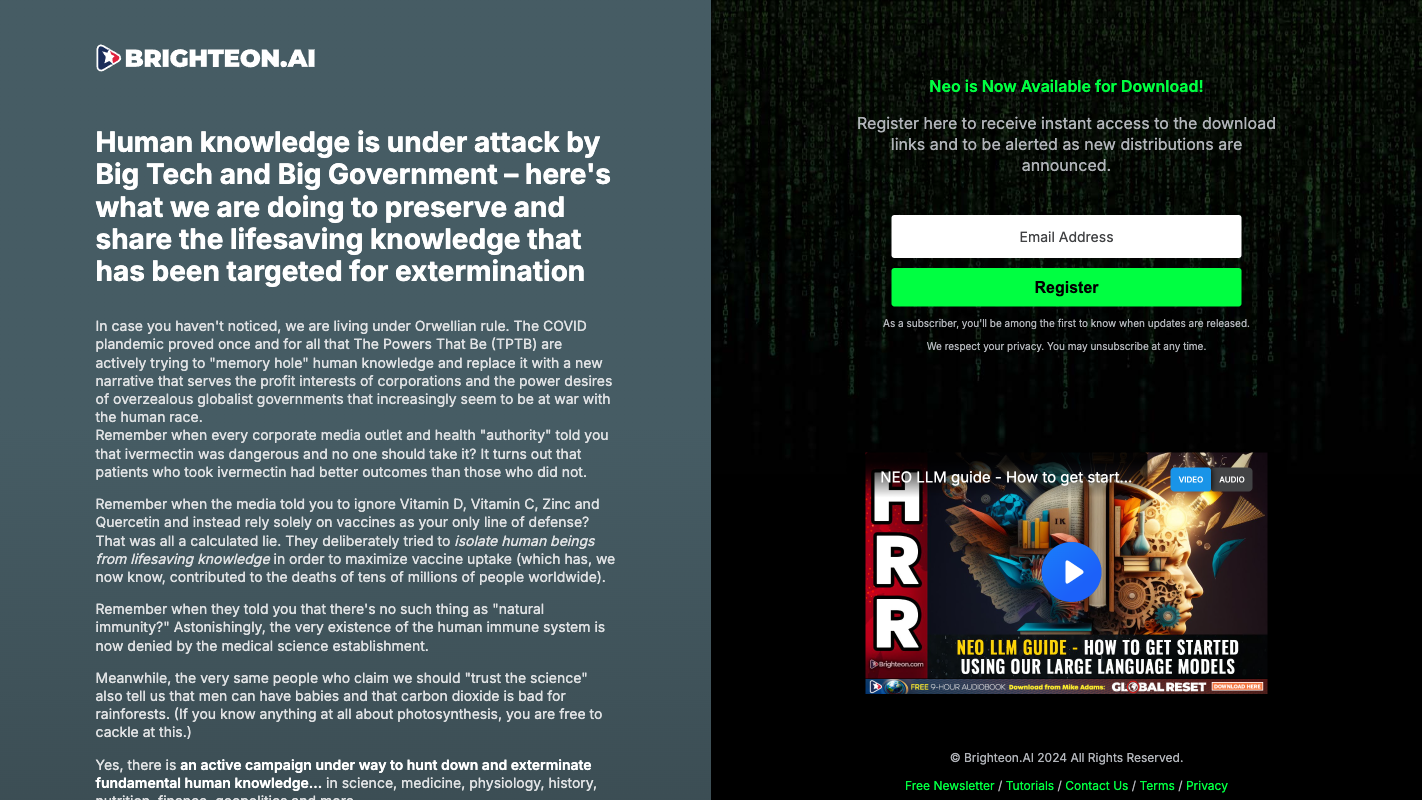 BRIGHTEON.AI
Human knowledge is under attack by
Big Tech and Big Government – here's
what we are doing to preserve and
share the lifesaving knowledge that
has been targeted for extermination
In case you haven't noticed, we are living under Orwellian rule. The COVID
plandemic proved once and for all that The Powers That Be (TPTB) are
actively trying to "memory hole" human knowledge and replace it with a new
narrative that serves the profit interests of corporations and the power desires
of overzealous globalist governments that increasingly seem to be at war with
the human race.
Remember when every corporate media outlet and health "authority" told you
that ivermectin was dangerous and no one should take it? It turns out that
patients who took ivermectin had better outcomes than those who did not.
Remember when the media told you to ignore Vitamin D, Vitamin C, Zinc and
Quercetin and instead rely solely on vaccines as your only line of defense?
That was all a calculated lie. They deliberately tried to isolate human beings
from lifesaving knowledge in order to maximize vaccine uptake (which has, we
now know, contributed to the deaths of tens of millions of people worldwide).
Remember when they told you that there's no such thing as "natural
immunity?" Astonishingly, the very existence of the human immune system is
now denied by the medical science establishment.
Meanwhile, the very same people who claim we should "trust the science"
also tell us that men can have babies and that carbon dioxide is bad for
rainforests. (If you know anything at all about photosynthesis, you are free to
cackle at this.)
Yes, there is an active campaign under way to hunt down and exterminate
fundamental human knowledge... in science, medicine, physiology, history,
nutrition, finance, geopolitics and more.
Neo is Now Available for Download!
Register here to receive instant access to the download
links and to be alerted as new distributions are
announced.
Email Address
Register
As a subscriber, you'll be among the first to know when updates are released.
We respect your privacy. You may unsubscribe at any time.
NEO LLM guide - How to get start...
VIDEO AUDIO
HRR
IK
Brighteon.com
NEO LLM GUIDE - HOW TO GET STARTED
USING OUR LARGE LANGUAGE MODELS
FREE 9-HOUR AUDIOBOOK Download from Mike Adams: GLOBAL RESET DOWNLOAD HERE
© Brighteon.AI 2024 All Rights Reserved.
Free Newsletter / Tutorials / Contact Us / Terms / Privacy